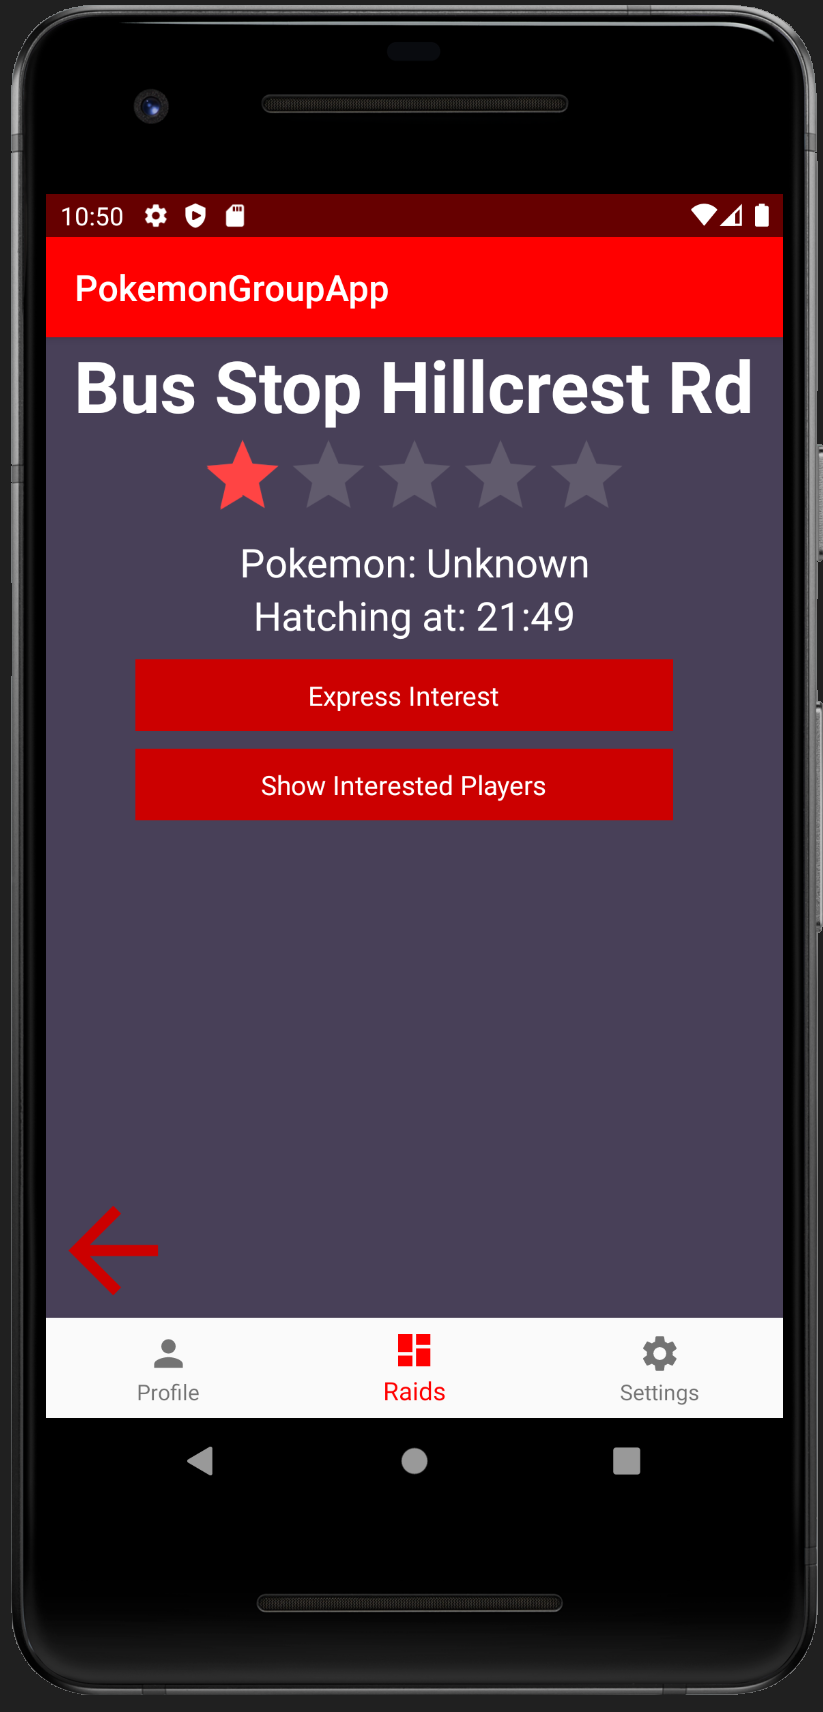 10:50
PokemonGroupApp
Bus Stop Hillcrest Rd
Pokemon: Unknown
Hatching at: 21:49
Express Interest
Show Interested Players
Profile
Raids
Settings